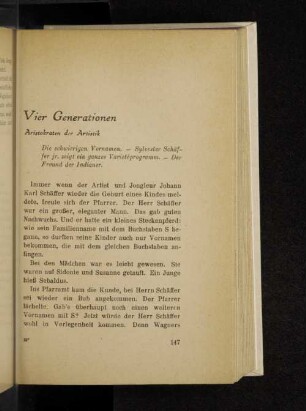 Vier Generationen
Aristokraten der Artistik
Die schwierigen Vornamen. — Sylvester Schäf-
fer jr. zeigt ein ganzes Varietéprogramm. — Der
Freund der Indianer.
Immer wenn der Artist und Jongleur Johann
Karl Schäffer wieder die Geburt eines Kindes mel-
dete, freute sich der Pfarrer. Der Herr Schäffer
war ein großer, eleganter Mann. Das gab guten
Nachwuchs. Und er hatte ein kleines Steckenpferd:
wie sein Familienname mit dem Buchstaben S be-
gann, so durften seine Kinder auch nur Vornamen
bekommen, die mit dem gleichen Buchstaben an-
fingen.
Bei den Mädchen war es leicht gewesen. Sie
waren auf Sidonie und Susanne getauft. Ein Junge
hieß Sebaldus.
Ins Pfarramt kam die Kunde, bei Herrn Schäffer
sei wieder ein Bub angekommen. Der Pfarrer
lächelte. Gab's überhaupt noch einen weiteren
Vornamen mit S? Jetzt würde der Herr Schäffer
wohl in Verlegenheit kommen. Denn Wagners
147